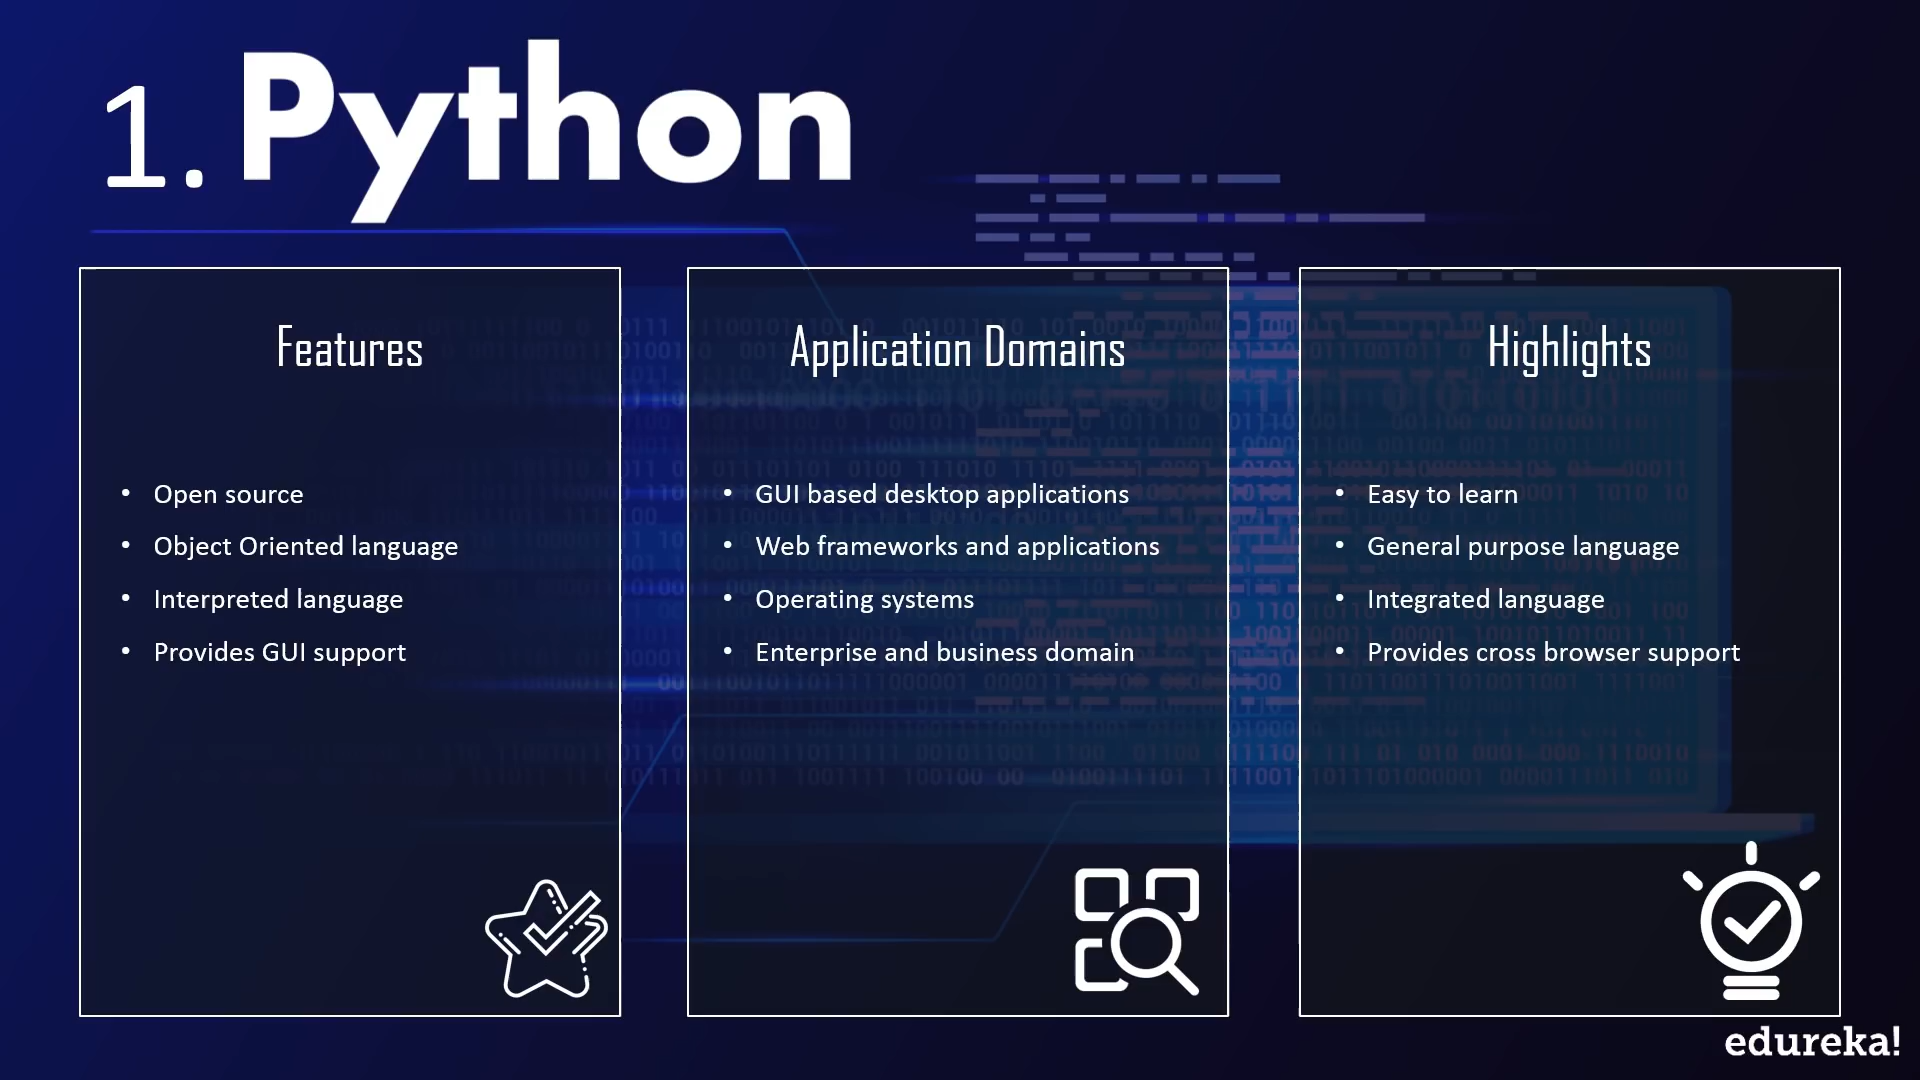 1. Python
Features
• Open source
• Object Oriented language
• Interpreted language
• Provides GUI support
Application Domains
• GUI based desktop applications
• Web frameworks and applications
• Operating systems
• Enterprise and business domain
Highlights
• Easy to learn
• General purpose language
• Integrated language
• Provides cross browser support
edureka!